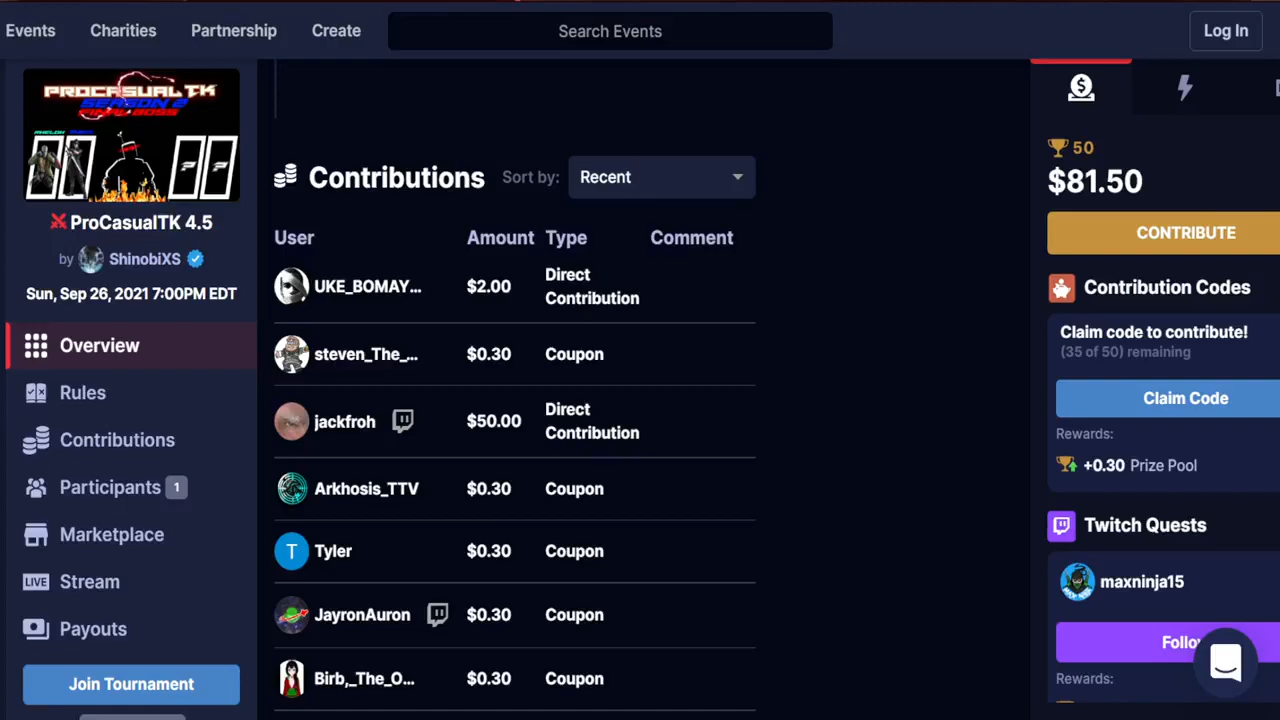 Events Charities Partnership Create Search Events Log In
PROCASUAL TK
SEASON 2
FINAL BOSS
ProCasualTK 4.5
by ShinobiXS
Sun, Sep 26, 2021 7:00PM EDT
Overview
Rules
Contributions
Participants 1
Marketplace
LIVE Stream
Payouts
Join Tournament
Contributions Sort by: Recent
User Amount Type Comment
UKE_BOMAY... $2.00 Direct Contribution
steven_The_... $0.30 Coupon
jackfroh $50.00 Direct Contribution
Arkhosis_TTV $0.30 Coupon
T Tyler $0.30 Coupon
JayronAuron $0.30 Coupon
Birb,_The_O... $0.30 Coupon
50
$81.50
CONTRIBUTE
Contribution Codes
Claim code to contribute!
(35 of 50) remaining
Claim Code
Rewards:
+0.30 Prize Pool
Twitch Quests
maxninja15
Follo
Rewards: